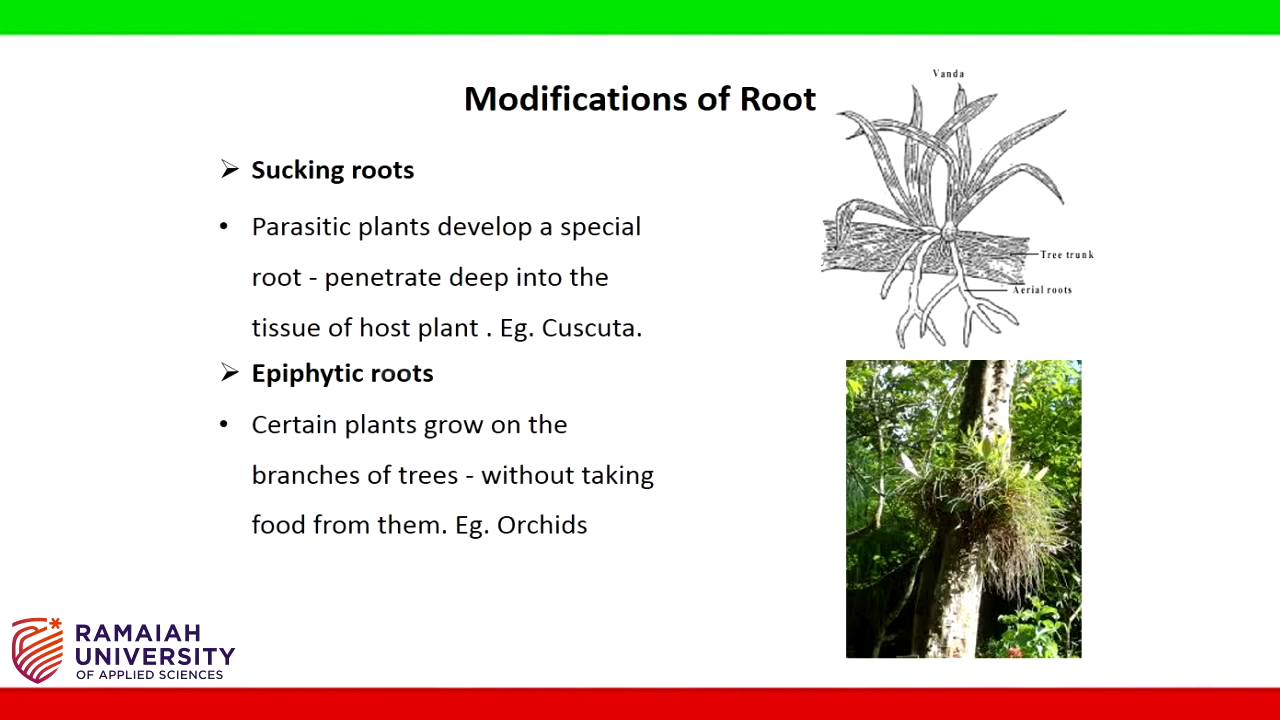 Modifications of Root
➢ Sucking roots
• Parasitic plants develop a special
root - penetrate deep into the
tissue of host plant . Eg. Cuscuta.
➢ Epiphytic roots
• Certain plants grow on the
branches of trees - without taking
food from them. Eg. Orchids
Vanda
Tree trunk
Aerial roots
RAMAIAH
UNIVERSITY
OF APPLIED SCIENCES